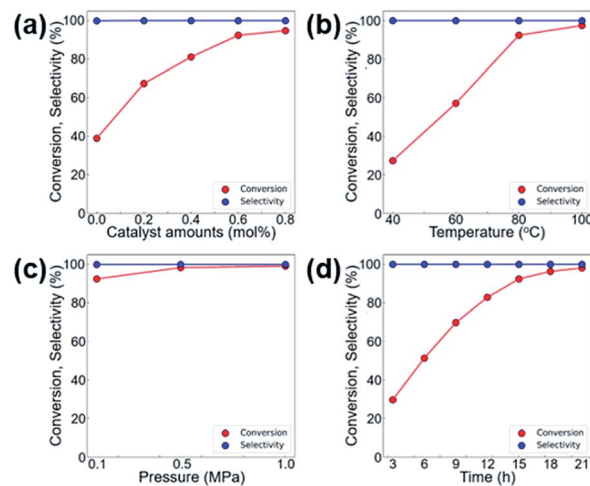 (a)
Conversion, Selectivity (%)
100
80
60
40
20
0
Conversion
Selectivity
0.0 0.2 0.4 0.6 0.8
Catalyst amounts (mol%)
(b)
Conversion, Selectivity (%)
100
80
60
40
20
0
Conversion
Selectivity
40 60 80 100
Temperature (°C)
(c)
Conversion, Selectivity (%)
100
80
60
40
20
0
Conversion
Selectivity
0.1 0.5 1.0
Pressure (MPa)
(d)
Conversion, Selectivity (%)
100
80
60
40
20
0
Conversion
Selectivity
3 6 9 12 15 18 21
Time (h)